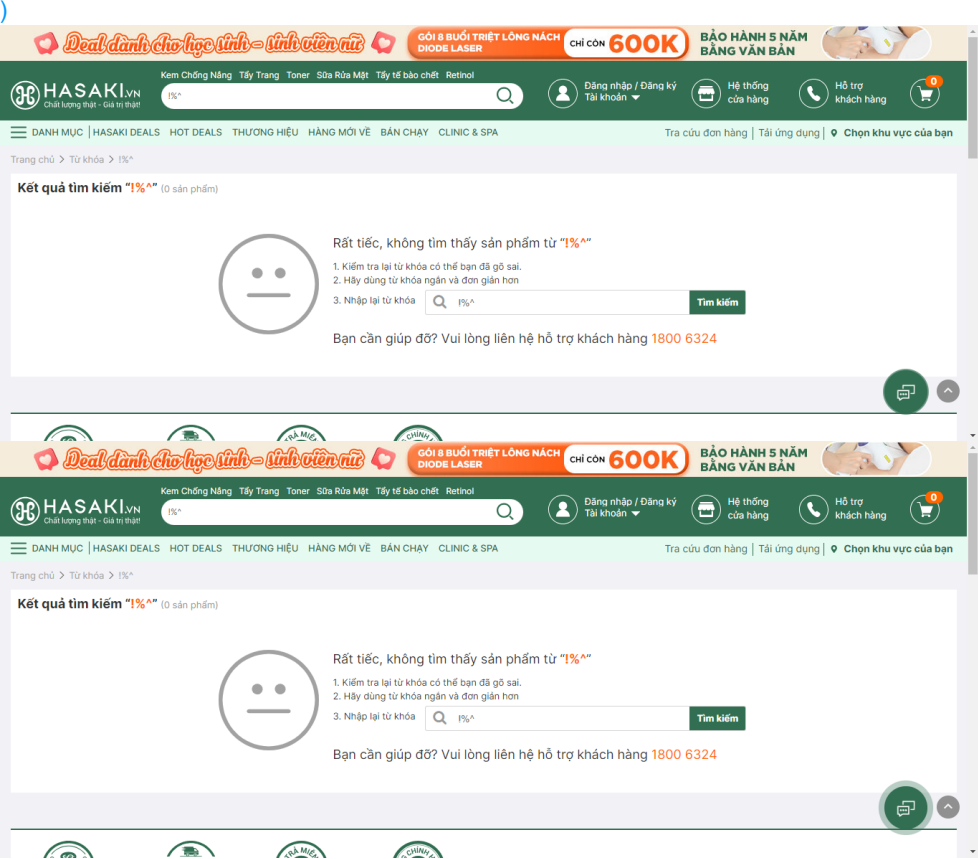 )
Deal dành cho học sinh - sinh viên nè
GÓI 8 BUỔI TRIỆT LÔNG NÁCH
DIODE LASER
CHỈ CÒN 600K
BẢO HÀNH 5 NĂM
BẰNG VĂN BẢN
Kem Chống Nắng Tẩy Trang Toner Sữa Rửa Mặt Tẩy tế bào chết Retinol
HASAKI.VN
Chất lượng thật - Giá trị thật!
!%^
Đăng nhập / Đăng ký
Tài khoản
Hệ thống
cửa hàng
Hỗ trợ
khách hàng
0
DANH MỤC | HASAKI DEALS HOT DEALS THƯƠNG HIỆU HÀNG MỚI VỀ BÁN CHẠY CLINIC & SPA
Tra cứu đơn hàng | Tải ứng dụng | Chọn khu vực của bạn
Trang chủ > Từ khóa > !%^
Kết quả tìm kiếm “!%^” (0 sản phẩm)
Rất tiếc, không tìm thấy sản phẩm từ “!%^”
1. Kiểm tra lại từ khóa có thể bạn đã gõ sai.
2. Hãy dùng từ khóa ngắn và đơn giản hơn
3. Nhập lại từ khóa !%^ Tìm kiếm
Bạn cần giúp đỡ? Vui lòng liên hệ hỗ trợ khách hàng 1800 6324
Deal dành cho học sinh - sinh viên nè
GÓI 8 BUỔI TRIỆT LÔNG NÁCH
DIODE LASER
CHỈ CÒN 600K
BẢO HÀNH 5 NĂM
BẰNG VĂN BẢN
Kem Chống Nắng Tẩy Trang Toner Sữa Rửa Mặt Tẩy tế bào chết Retinol
HASAKI.VN
Chất lượng thật - Giá trị thật!
!%^
Đăng nhập / Đăng ký
Tài khoản
Hệ thống
cửa hàng
Hỗ trợ
khách hàng
0
DANH MỤC | HASAKI DEALS HOT DEALS THƯƠNG HIỆU HÀNG MỚI VỀ BÁN CHẠY CLINIC & SPA
Tra cứu đơn hàng | Tải ứng dụng | Chọn khu vực của bạn
Trang chủ > Từ khóa > !%^
Kết quả tìm kiếm “!%^” (0 sản phẩm)
Rất tiếc, không tìm thấy sản phẩm từ “!%^”
1. Kiểm tra lại từ khóa có thể bạn đã gõ sai.
2. Hãy dùng từ khóa ngắn và đơn giản hơn
3. Nhập lại từ khóa !%^ Tìm kiếm
Bạn cần giúp đỡ? Vui lòng liên hệ hỗ trợ khách hàng 1800 6324